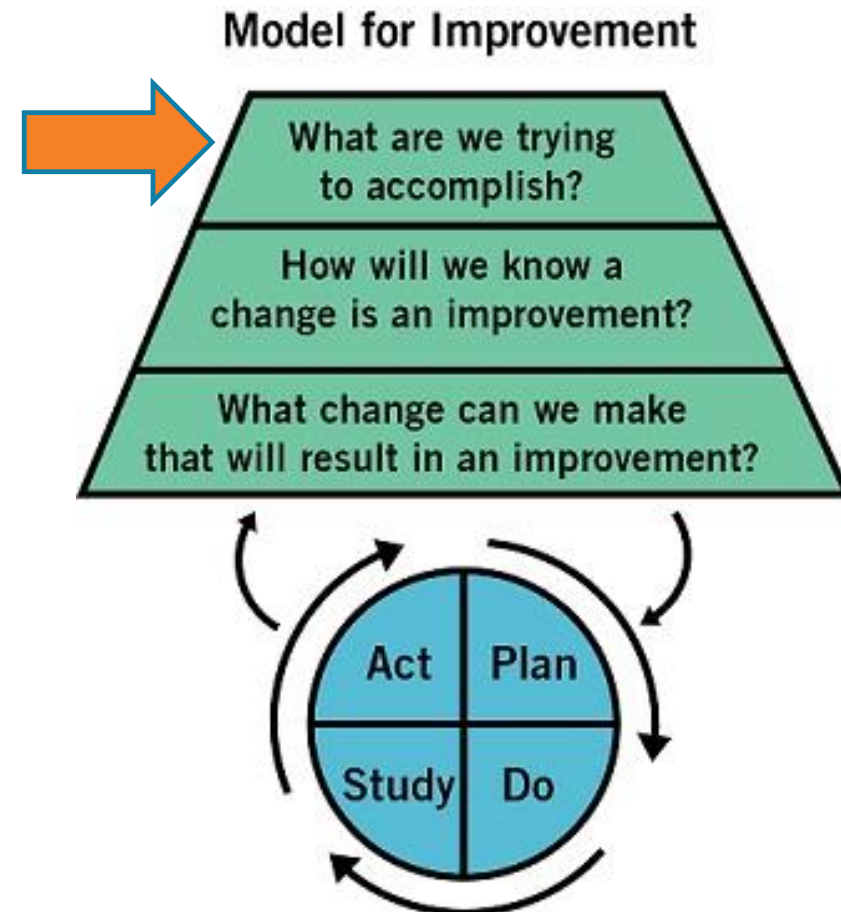 Model for Improvement
What are we trying
to accomplish?
How will we know a
change is an improvement?
What change can we make
that will result in an improvement?
Act
Plan
Study
Do